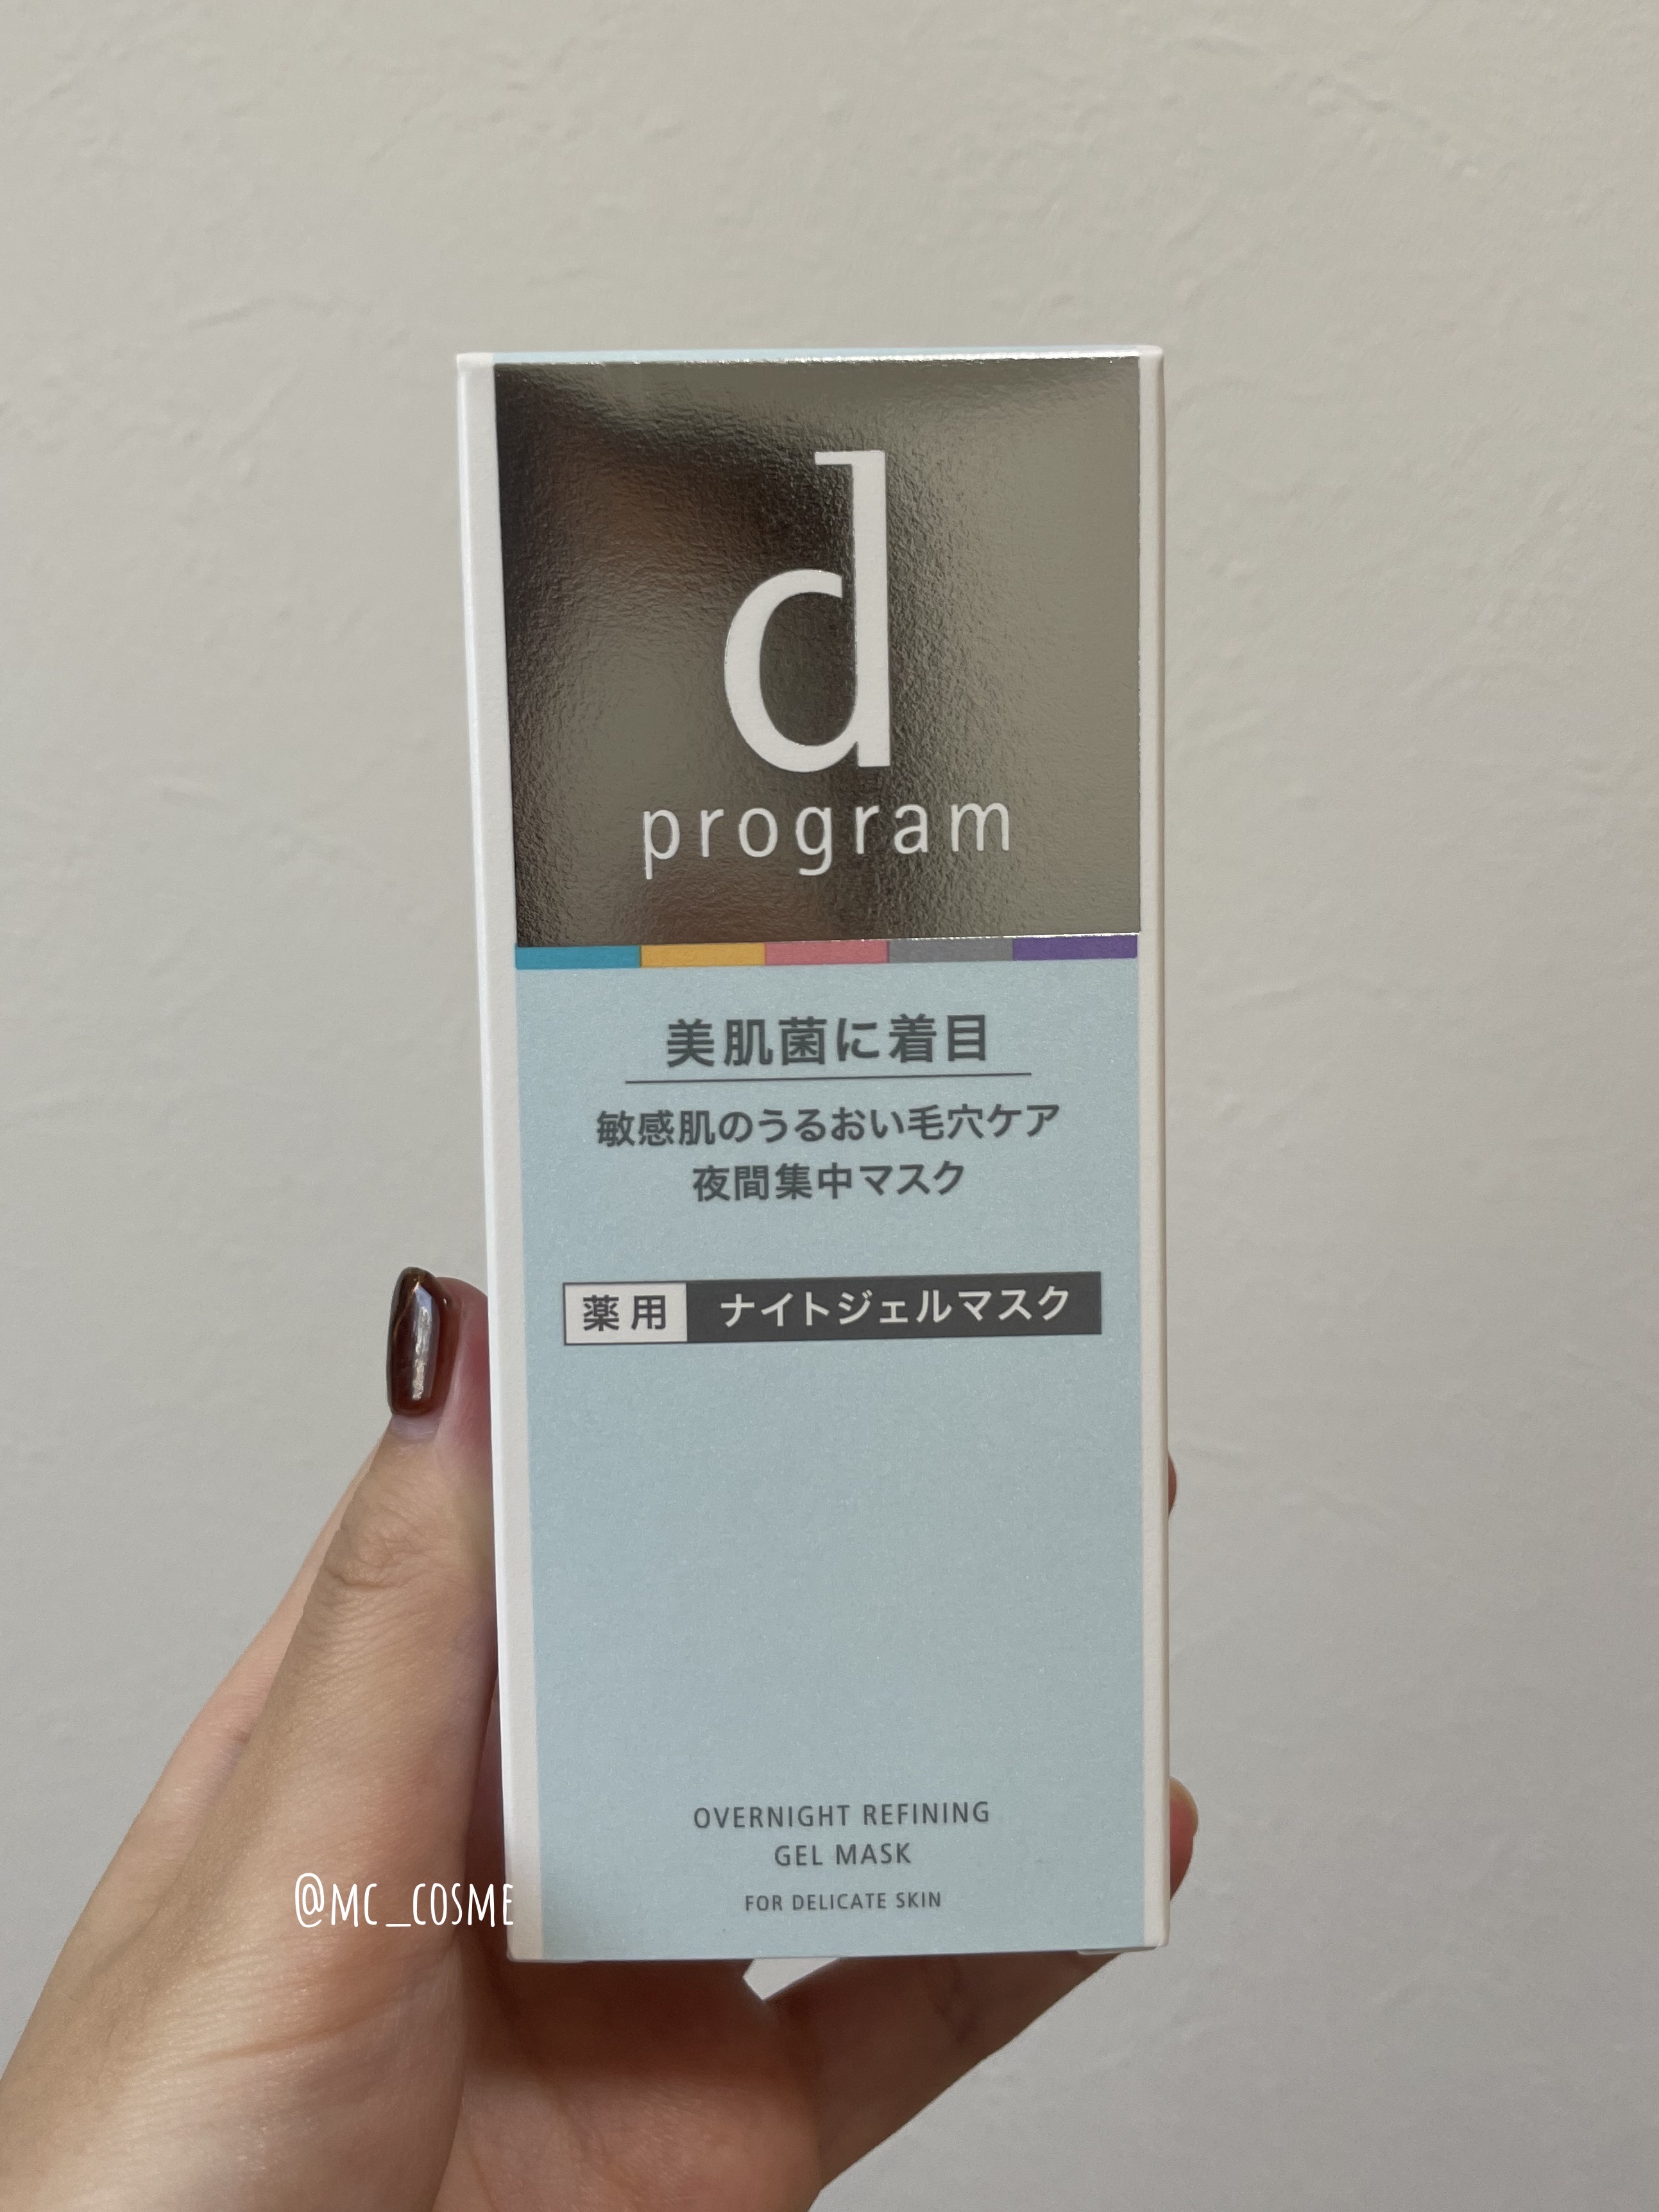 d
program
美肌菌に着目
敏感肌のうるおい毛穴ケア
夜間集中マスク
薬用 ナイトジェルマスク
OVERNIGHT REFINING
GEL MASK
FOR DELICATE SKIN
@MC_COSME